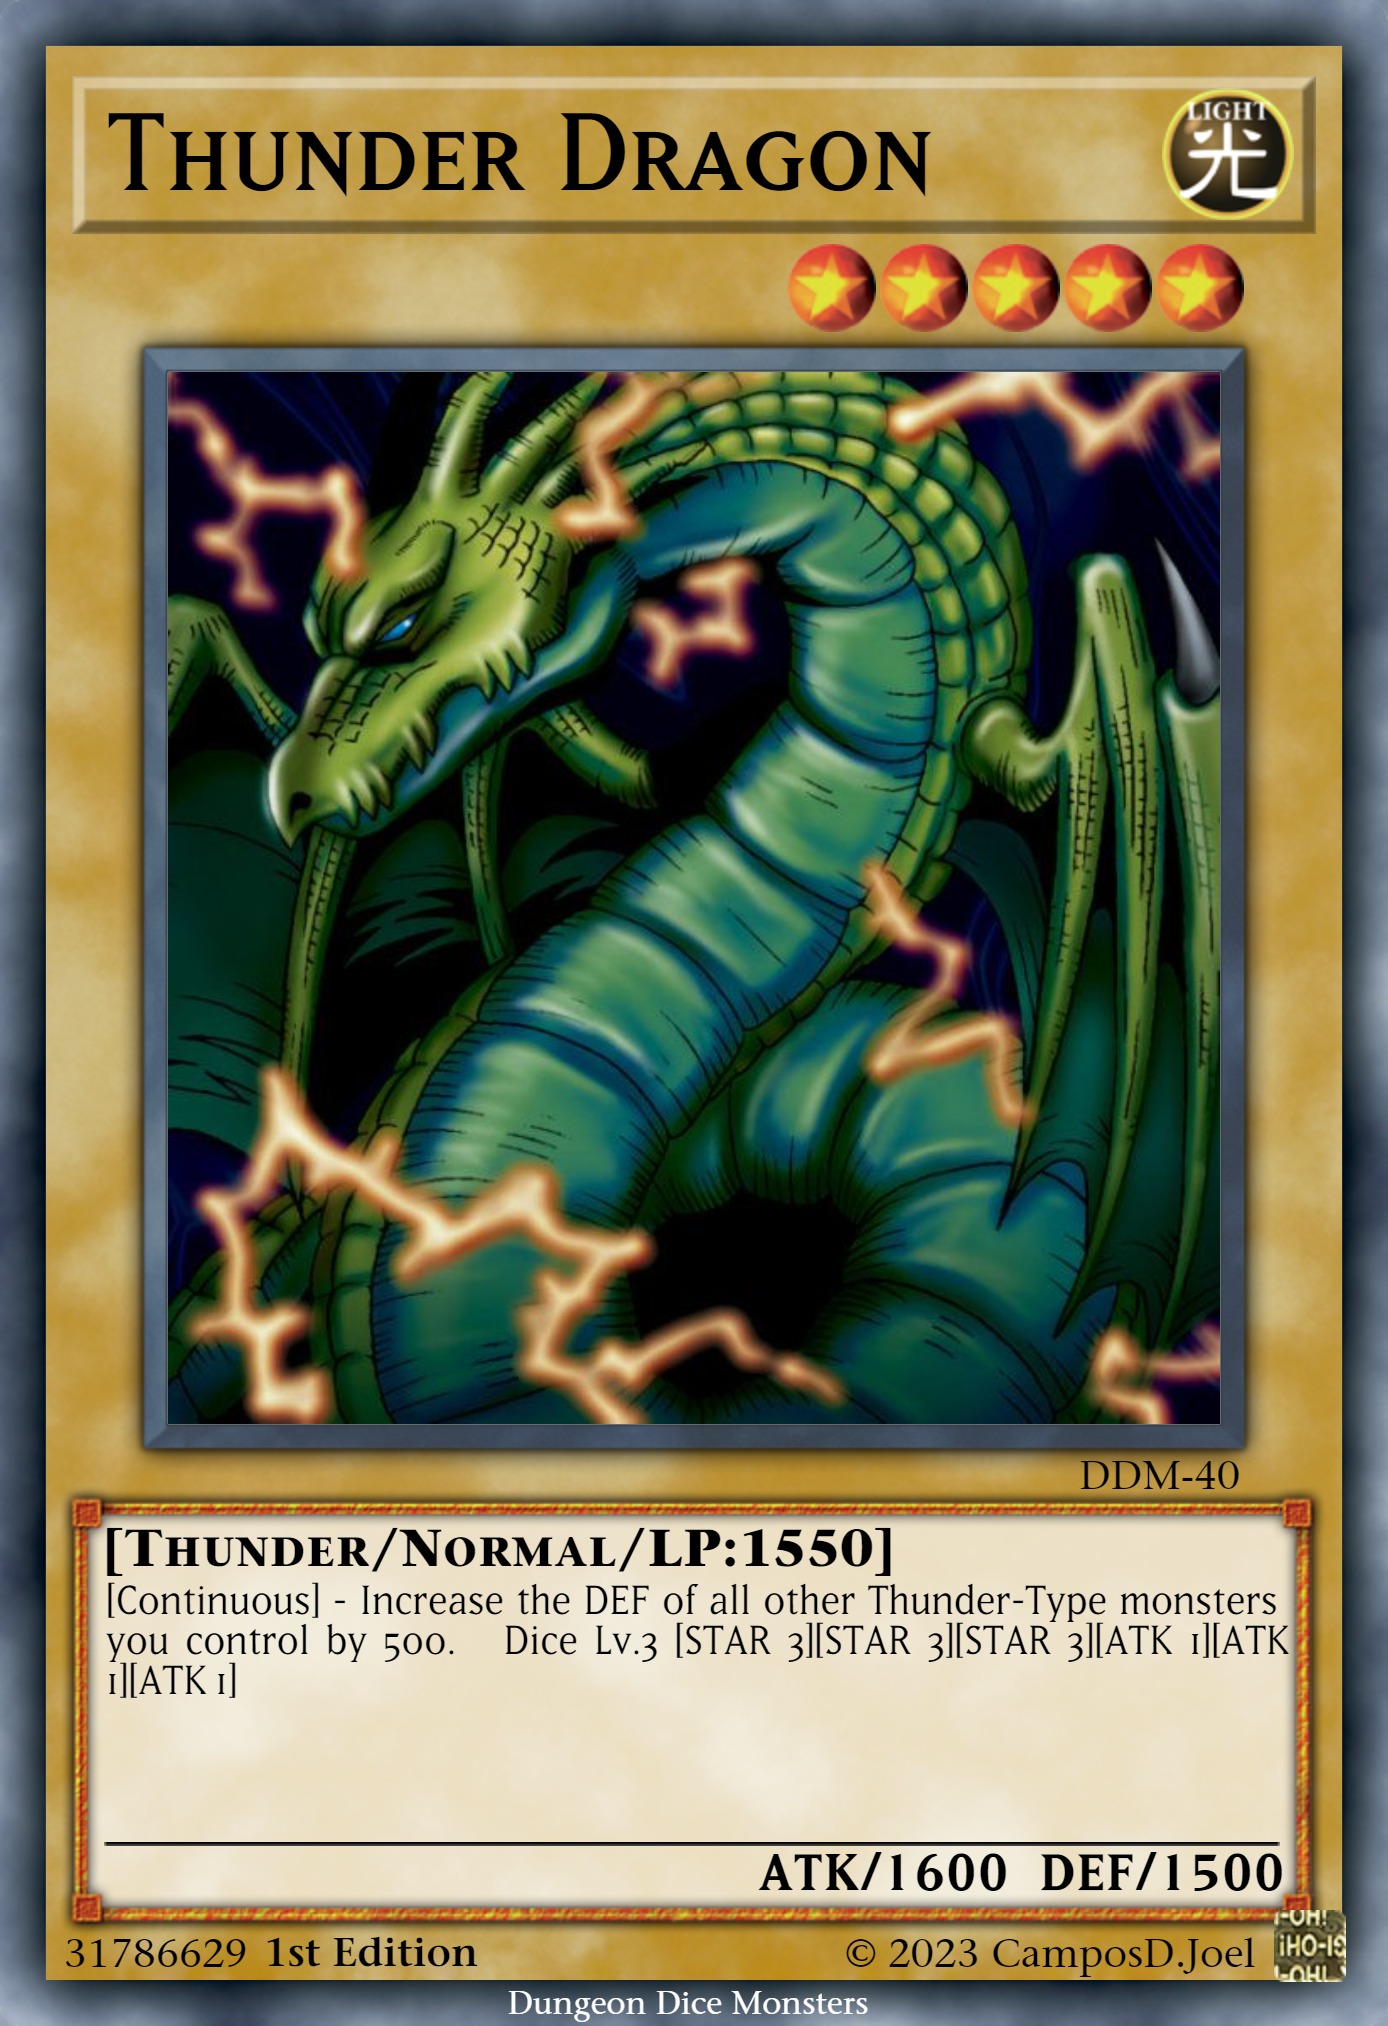 THUNDER DRAGON
LIGHT
光
DDM-40
[THUNDER/NORMAL/LP:1550]
[Continuous] - Increase the DEF of all other Thunder-Type monsters
you control by 500. Dice Lv.3 [STAR 3][STAR 3][STAR 3][ATK 1][ATK
1][ATK 1]
ATK/1600 DEF/1500
31786629 1st Edition
© 2023 CamposD.Joel
Dungeon Dice Monsters